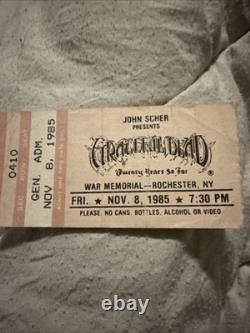 JOHN SCHER
PRESENTS
GRATEFUL DEAD
Twenty Years So Far
WAR MEMORIAL—ROCHESTER, NY
FRI. ★ NOV. 8, 1985 ★ 7:30 PM
PLEASE, NO CANS, BOTTLES, ALCOHOL OR VIDEO
0410
GEN. ADM.
NOV 8, 1985